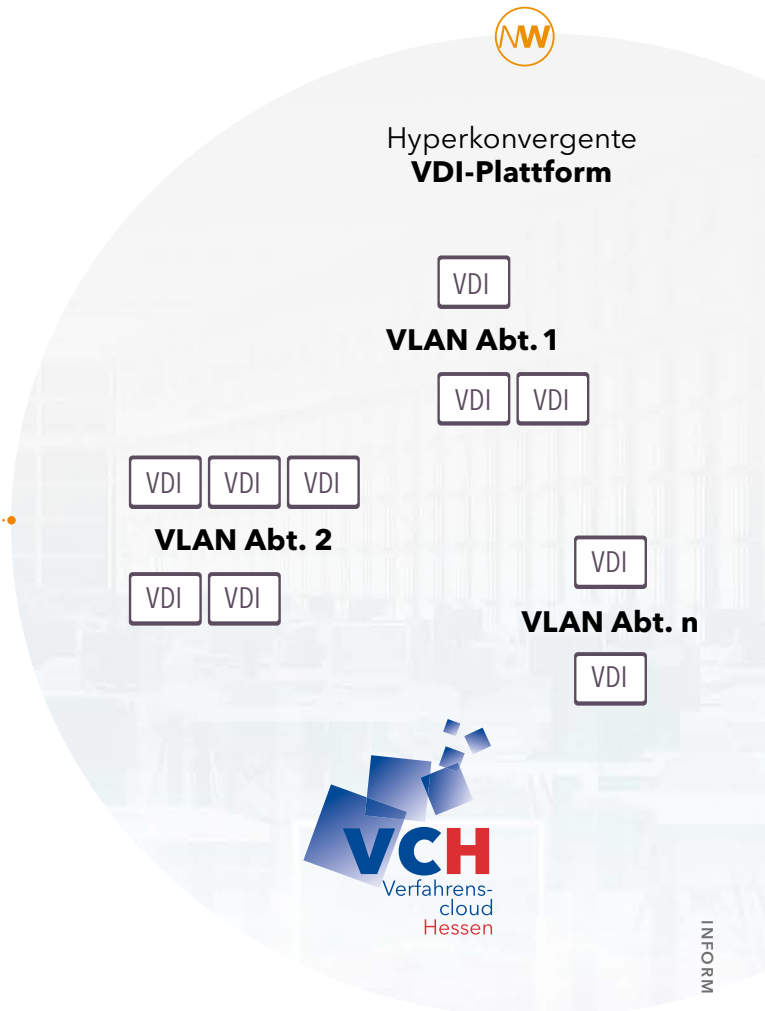 NW
Hyperkonvergente
VDI-Plattform
VDI
VLAN Abt. 1
VDI VDI
VDI VDI VDI
VLAN Abt. 2
VDI VDI
VDI
VLAN Abt. n
VDI
VCH
Verfahrens-
cloud
Hessen
INFORM